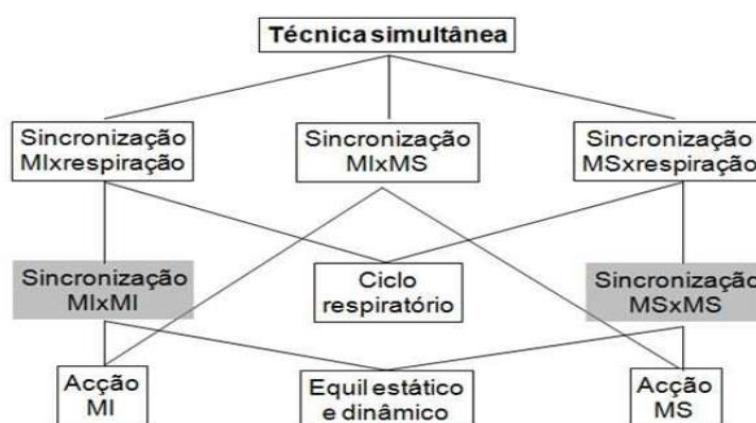 Técnica simultânea
Sincronização
MIxrespiração
Sincronização
MIxMS
Sincronização
MSxrespiração
Sincronização
MIxMI
Ciclo
respiratório
Sincronização
MSxMS
Acção
MI
Equil estático
e dinâmico
Acção
MS